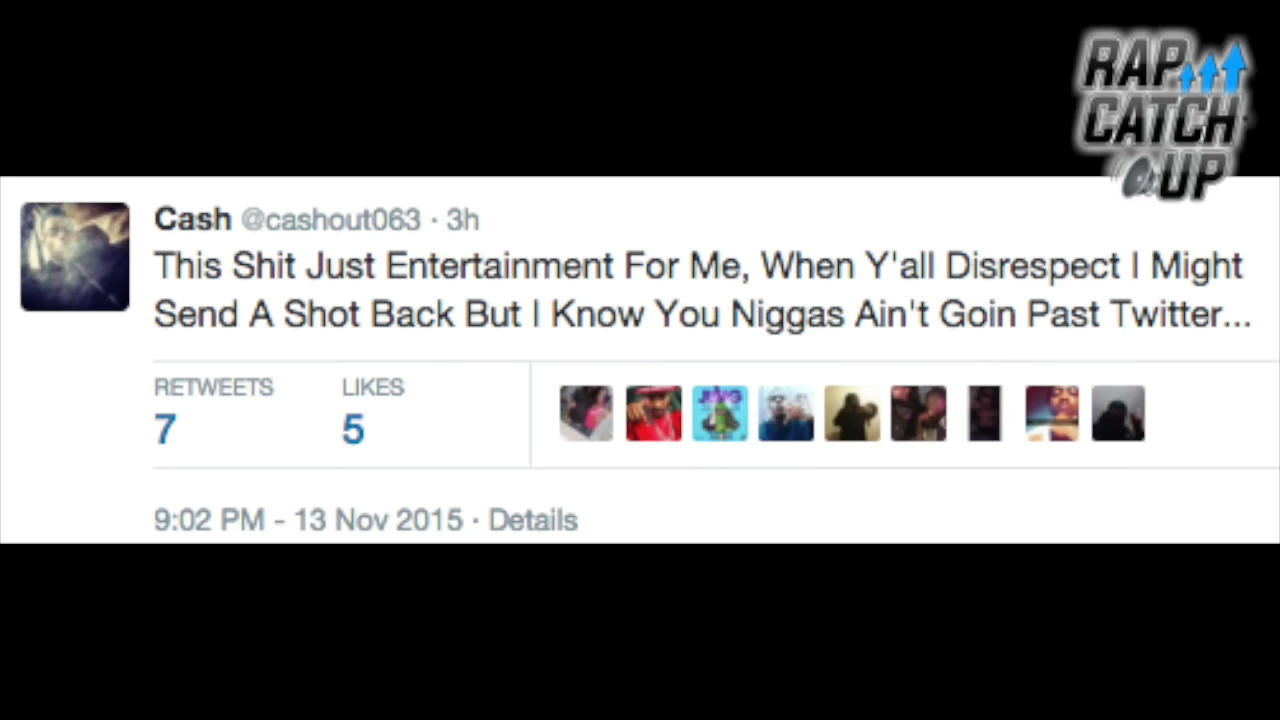 RAP
CATCH
UP
Cash @cashout063 · 3h
This Shit Just Entertainment For Me, When Y'all Disrespect I Might
Send A Shot Back But I Know You Niggas Ain't Goin Past Twitter...
RETWEETS LIKES
7 5
9:02 PM - 13 Nov 2015 · Details